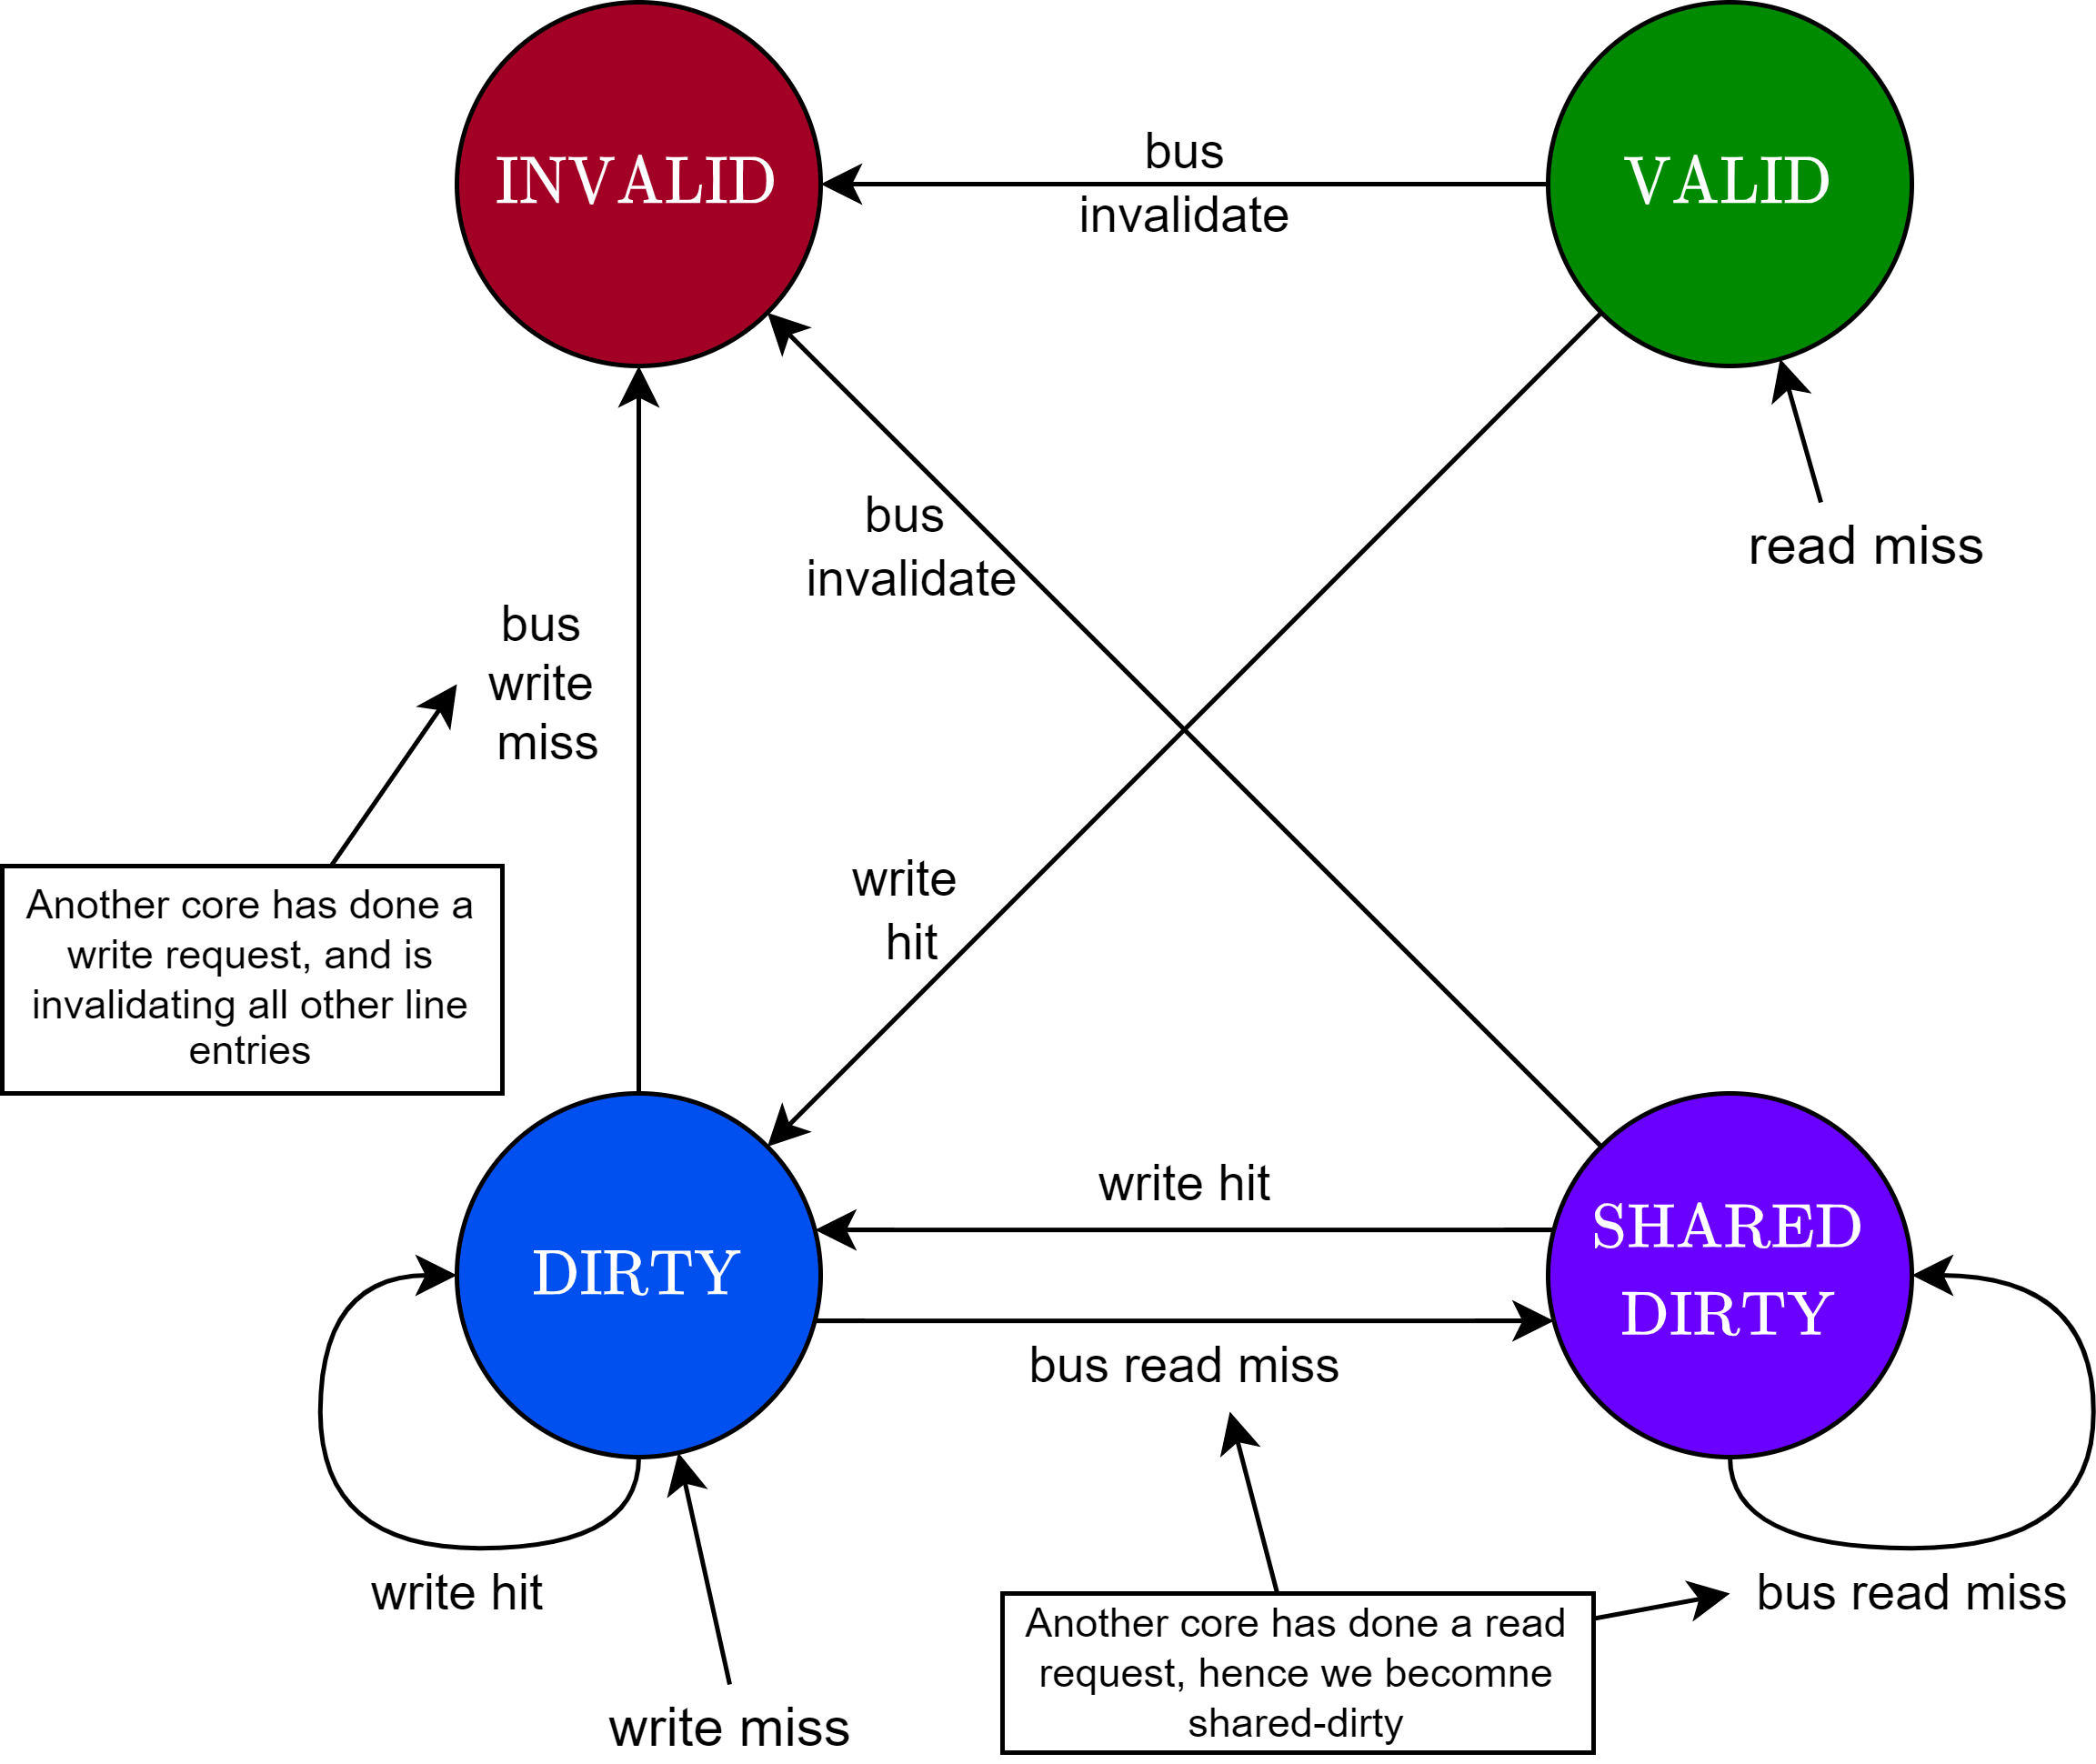 INVALID
VALID
bus
invalidate
bus
invalidate
read miss
bus
write
miss
write
hit
Another core has done a
write request, and is
invalidating all other line
entries
write hit
DIRTY
SHARED
DIRTY
bus read miss
write hit
bus read miss
Another core has done a read
request, hence we becomne
shared-dirty
write miss